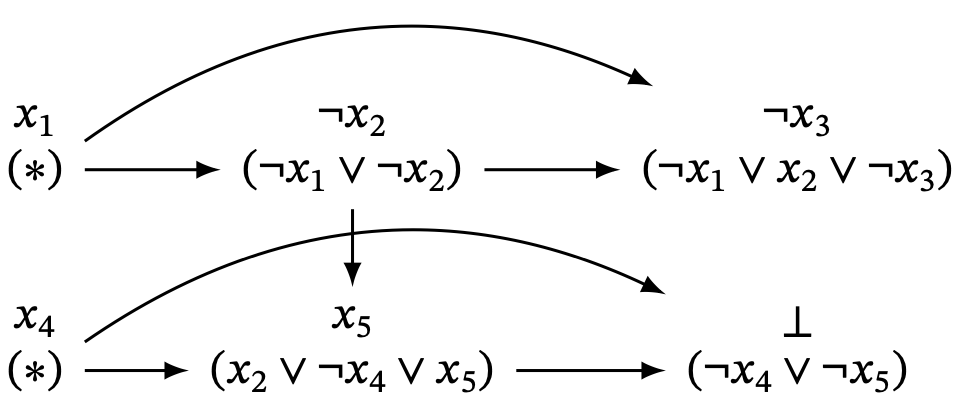 x₁ ¬x₂ ¬x₃
(∗) (¬x₁ ∨ ¬x₂) (¬x₁ ∨ x₂ ∨ ¬x₃)
x₄ x₅ ⊥
(∗) (x₂ ∨ ¬x₄ ∨ x₅) (¬x₄ ∨ ¬x₅)